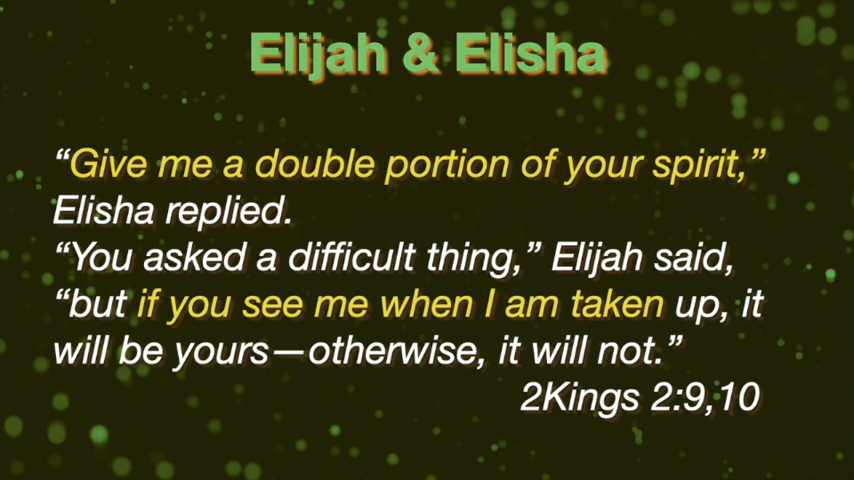 Elijah & Elisha
“Give me a double portion of your spirit,”
Elisha replied.
“You asked a difficult thing,” Elijah said,
“but if you see me when I am taken up, it
will be yours—otherwise, it will not.”
2Kings 2:9,10